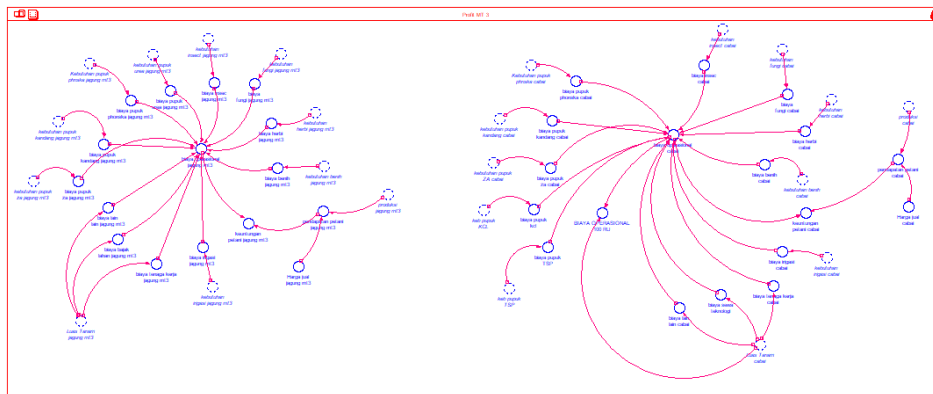 Profit MT 3
kebutuhan
insect jagung mt3
kebutuhan pupuk
urea jagung mt3
Kebutuhan pupuk
phonska jagung mt3
kebutuhan
fungi jagung mt3
biaya insec
jagung mt3
biaya
fungi jagung mt3
biaya pupuk
urea jagung mt3
biaya pupuk
phonska jagung mt3
kebutuhan
herbi jagung mt3
kebutuhan pupuk
kandang jagung mt3
biaya herbi
jagung mt3
biaya pupuk
kandang jagung mt3
biaya operasional
jagung mt3
biaya benih
jagung mt3
kebutuhan benih
jagung mt3
kebutuhan pupuk
za jagung mt3
biaya pupuk
za jagung mt3
produksi
jagung mt3
biaya lain
lain jagung mt3
keuntungan
petani jagung mt3
pendapatan petani
jagung mt3
biaya bajak
lahan jagung mt3
biaya irigasi
jagung mt3
biaya tenaga kerja
jagung mt3
Harga jual
jagung mt3
kebutuhan
irigasi jagung mt3
Luas Tanam
jagung mt3
kebutuhan
insect cabai
kebutuhan
fungi cabai
Kebutuhan pupuk
phonska cabai
biaya insec
cabai
biaya pupuk
phonska cabai
biaya
fungi cabai
kebutuhan
herbi cabai
produksi
cabai
kebutuhan pupuk
kandang cabai
biaya pupuk
kandang cabai
biaya operasional
cabai
biaya herbi
cabai
kebutuhan pupuk
ZA cabai
biaya pupuk
za cabai
biaya benih
cabai
kebutuhan benih
cabai
pendapatan petani
cabai
keb pupuk
KCL
biaya pupuk
kcl
BIAYA OPERASIONAL
100 RU
keuntungan
petani cabai
Harga jual
cabai
biaya pupuk
TSP
biaya irigasi
cabai
kebutuhan
irigasi cabai
keb pupuk
TSP
biaya sewa
teknologi
biaya tenaga kerja
cabai
biaya lain
lain cabai
Luas Tanam
cabai